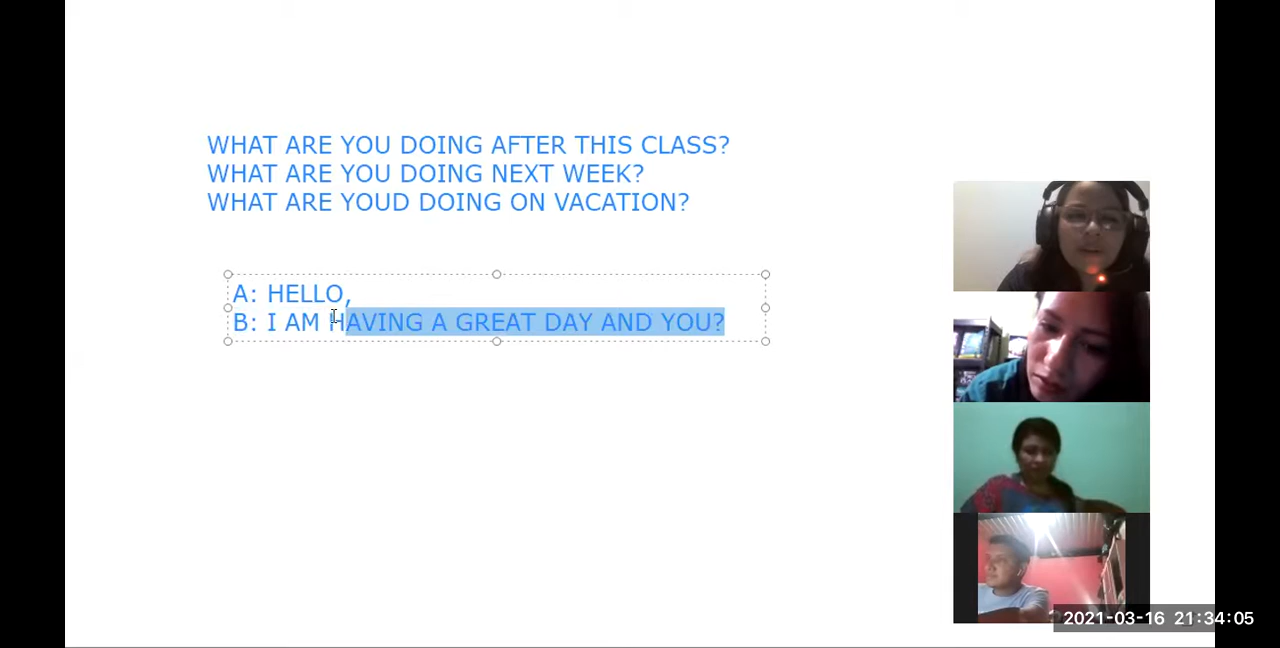 WHAT ARE YOU DOING AFTER THIS CLASS?
WHAT ARE YOU DOING NEXT WEEK?
WHAT ARE YOUD DOING ON VACATION?
A: HELLO,
B: I AM HAVING A GREAT DAY AND YOU?
2021-03-16 21:34:05